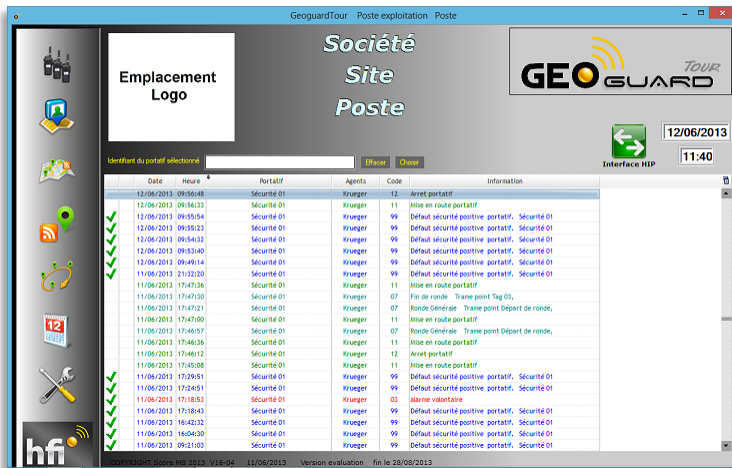 GeoguardTour Poste exploitation Poste
Emplacement
Logo
Société
Site
Poste
GEOGUARD
TOUR
Interface HIP
12/06/2013
11:40
Identifiant du portatif sélectionné
Effacer Choisir
Date Heure Portatif Agents Code Information
12/06/2013 09:56:48 Sécurité 01 Krueger 12 Arret portatif
12/06/2013 09:56:33 Sécurité 01 Krueger 11 Mise en route portatif
12/06/2013 09:55:54 Sécurité 01 Krueger 99 Défaut sécurité positive portatif. Sécurité 01
12/06/2013 09:55:23 Sécurité 01 Krueger 99 Défaut sécurité positive portatif. Sécurité 01
12/06/2013 09:54:32 Sécurité 01 Krueger 99 Défaut sécurité positive portatif. Sécurité 01
12/06/2013 09:53:40 Sécurité 01 Krueger 99 Défaut sécurité positive portatif. Sécurité 01
12/06/2013 09:49:14 Sécurité 01 Krueger 99 Défaut sécurité positive portatif. Sécurité 01
11/06/2013 21:32:20 Sécurité 01 Krueger 99 Défaut sécurité positive portatif. Sécurité 01
11/06/2013 17:47:36 Sécurité 01 Krueger 11 Mise en route portatif
11/06/2013 17:47:30 Sécurité 01 Krueger 07 Fin de ronde Trame point Tag 03,
11/06/2013 17:47:21 Sécurité 01 Krueger 07 Ronde Générale Trame point Départ de ronde,
11/06/2013 17:47:00 Sécurité 01 Krueger 11 Mise en route portatif
11/06/2013 17:46:57 Sécurité 01 Krueger 07 Ronde Générale Trame point Départ de ronde,
11/06/2013 17:46:36 Sécurité 01 Krueger 11 Mise en route portatif
11/06/2013 17:46:12 Sécurité 01 Krueger 12 Arret portatif
11/06/2013 17:45:08 Sécurité 01 Krueger 11 Mise en route portatif
11/06/2013 17:29:51 Sécurité 01 Krueger 99 Défaut sécurité positive portatif. Sécurité 01
11/06/2013 17:24:51 Sécurité 01 Krueger 99 Défaut sécurité positive portatif. Sécurité 01
11/06/2013 17:18:53 Sécurité 01 Krueger 03 alarme volontaire
11/06/2013 17:18:43 Sécurité 01 Krueger 99 Défaut sécurité positive portatif. Sécurité 01
11/06/2013 16:42:32 Sécurité 01 Krueger 99 Défaut sécurité positive portatif. Sécurité 01
11/06/2013 16:04:30 Sécurité 01 Krueger 99 Défaut sécurité positive portatif. Sécurité 01
11/06/2013 09:21:03 Sécurité 01 Krueger 99 Défaut sécurité positive portatif. Sécurité 01
12
hfi
COPYRIGHT Score MB 2013 V16-04 11/06/2013 Version evaluation fin le 28/08/2013